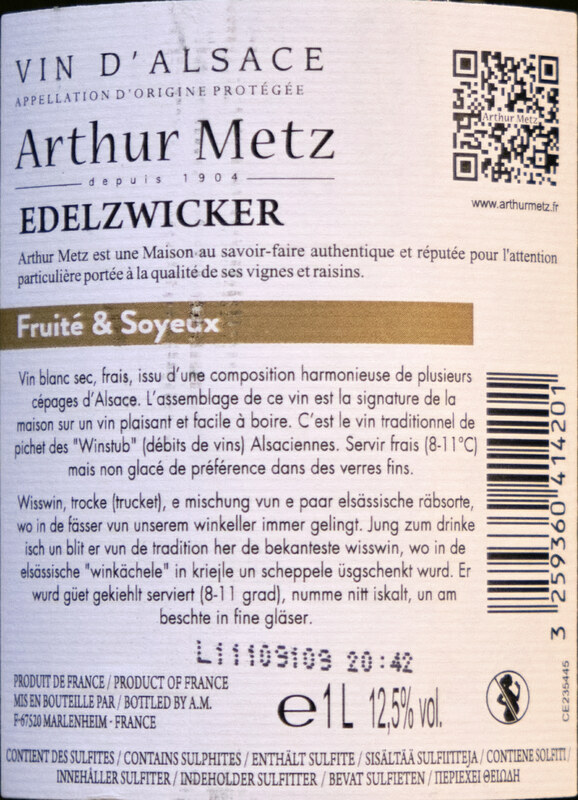 VIN D'ALSACE
APPELLATION D'ORIGINE PROTÉGÉE
Arthur Metz
depuis 1904
EDELZWICKER
Arthur Metz
www.arthurmetz.fr
Arthur Metz est une Maison au savoir-faire authentique et réputée pour l'attention
particulière portée à la qualité de ses vignes et raisins.
Fruité & Soyeux
Vin blanc sec, frais, issu d'une composition harmonieuse de plusieurs
cépages d'Alsace. L'assemblage de ce vin est la signature de la
maison sur un vin plaisant et facile à boire. C'est le vin traditionnel de
pichet des "Winstub" (débits de vins) Alsaciennes. Servir frais (8-11°C)
mais non glacé de préférence dans des verres fins.
Wisswin, trocke (trucket), e mischung vun e paar elsässische räbsorte,
wo in de fässer vun unserem winkeller immer gelingt. Jung zum drinke
isch un blit er vun de tradition her de bekanteste wisswin, wo in de
elsässische "winkächele" in kriejle un scheppele üsgschenkt wurd. Er
wurd güet gekiehlt serviert (8-11 grad), numme nitt iskalt, un am
beschte in fine gläser.
3 259360 414201
L11109109 20:42
PRODUIT DE FRANCE / PRODUCT OF FRANCE
MIS EN BOUTEILLE PAR / BOTTLED BY A.M.
F-67520 MARLENHEIM - FRANCE
e 1 L 12,5% vol.
CE235445
CONTIENT DES SULFITES / CONTAINS SULPHITES / ENTHÄLT SULFITE / SISÄLTÄÄ SULFIITTEJA / CONTIENE SOLFITI /
INNEHÅLLER SULFITER / INDEHOLDER SULFITTER / BEVAT SULFIETEN / ΠΕΡΙΕΧΕΙ ΘΕΙΩΔΗ